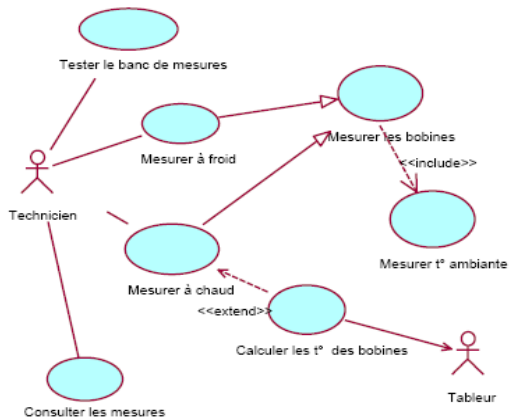 Tester le banc de mesures
Mesurer les bobines
Mesurer à froid
<<include>>
Technicien
Mesurer t° ambiante
Mesurer à chaud
<<extend>>
Calculer les t° des bobines
Tableur
Consulter les mesures